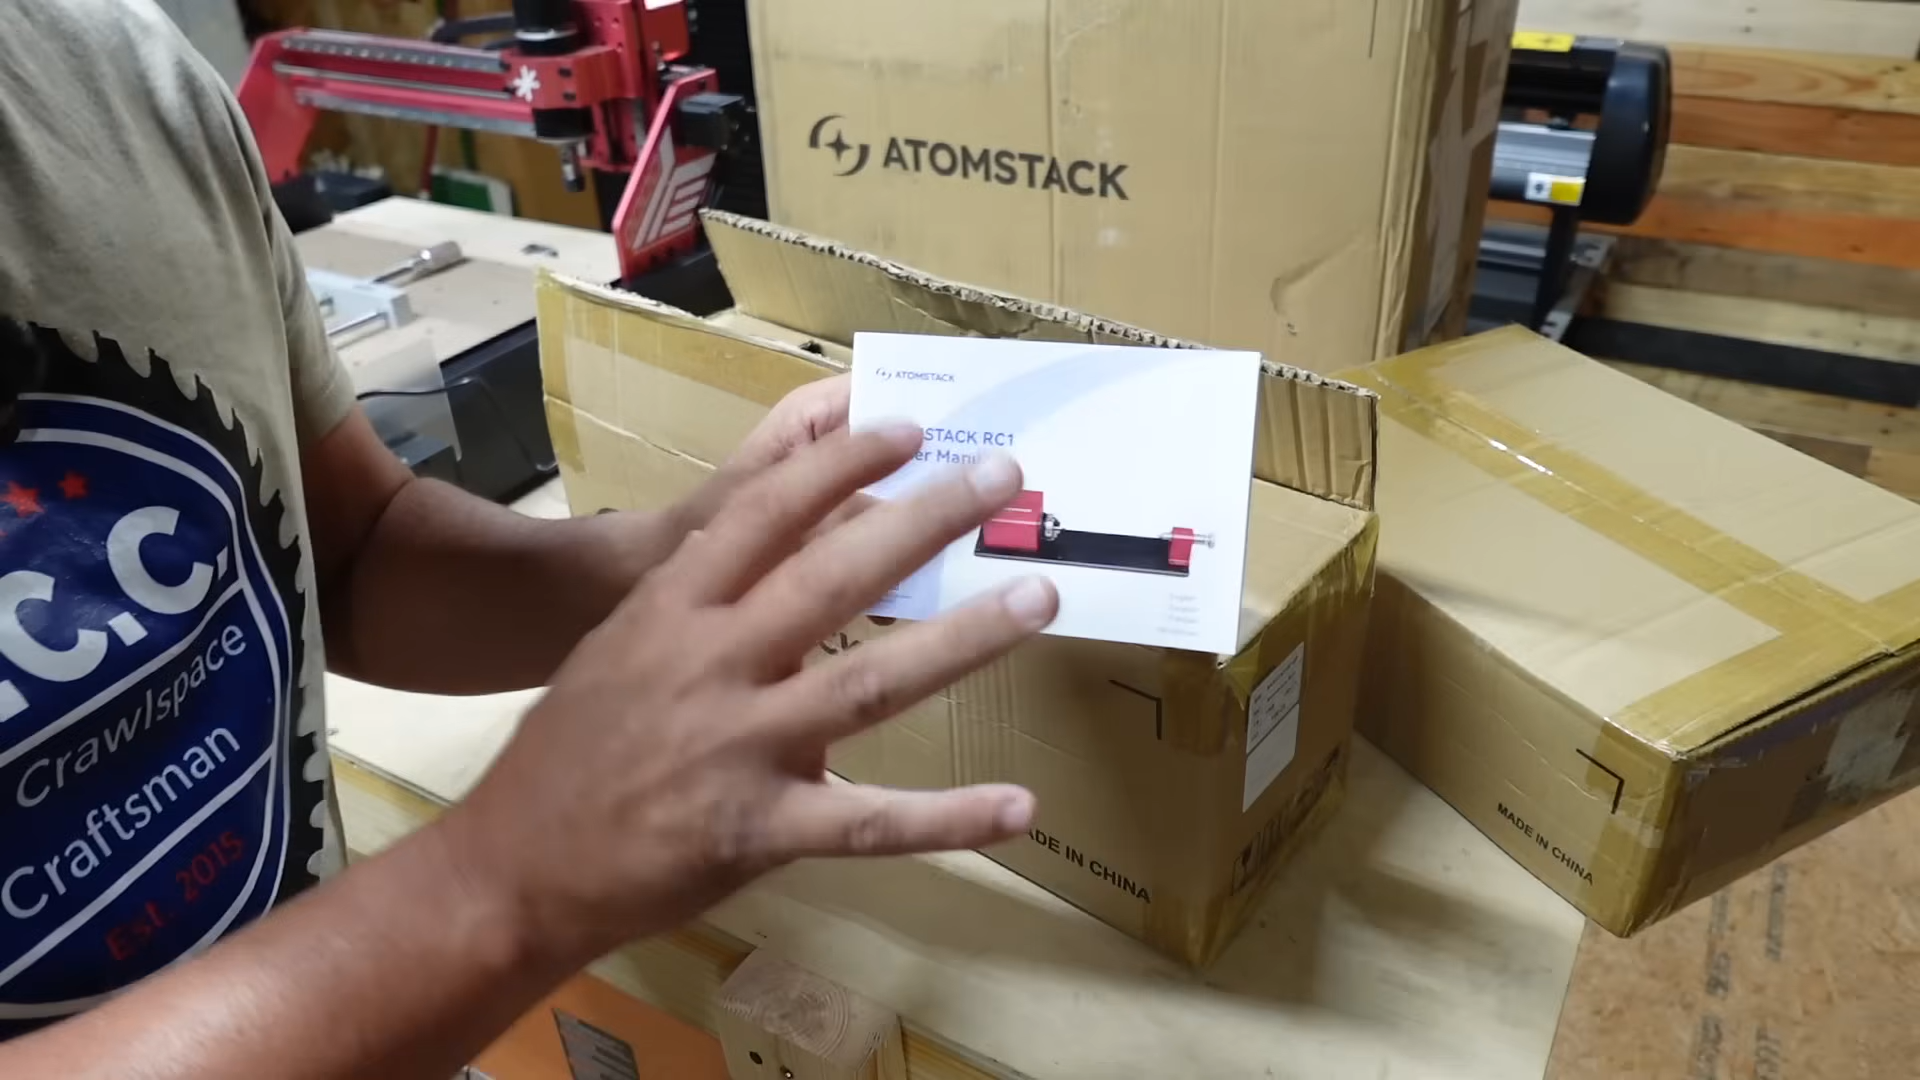 ATOMSTACK
ATOMSTACK
STACK RC1
er Manu
.C.C.
Crawlspace
Craftsman
Est. 2015
ADE IN CHINA
MADE IN CHINA